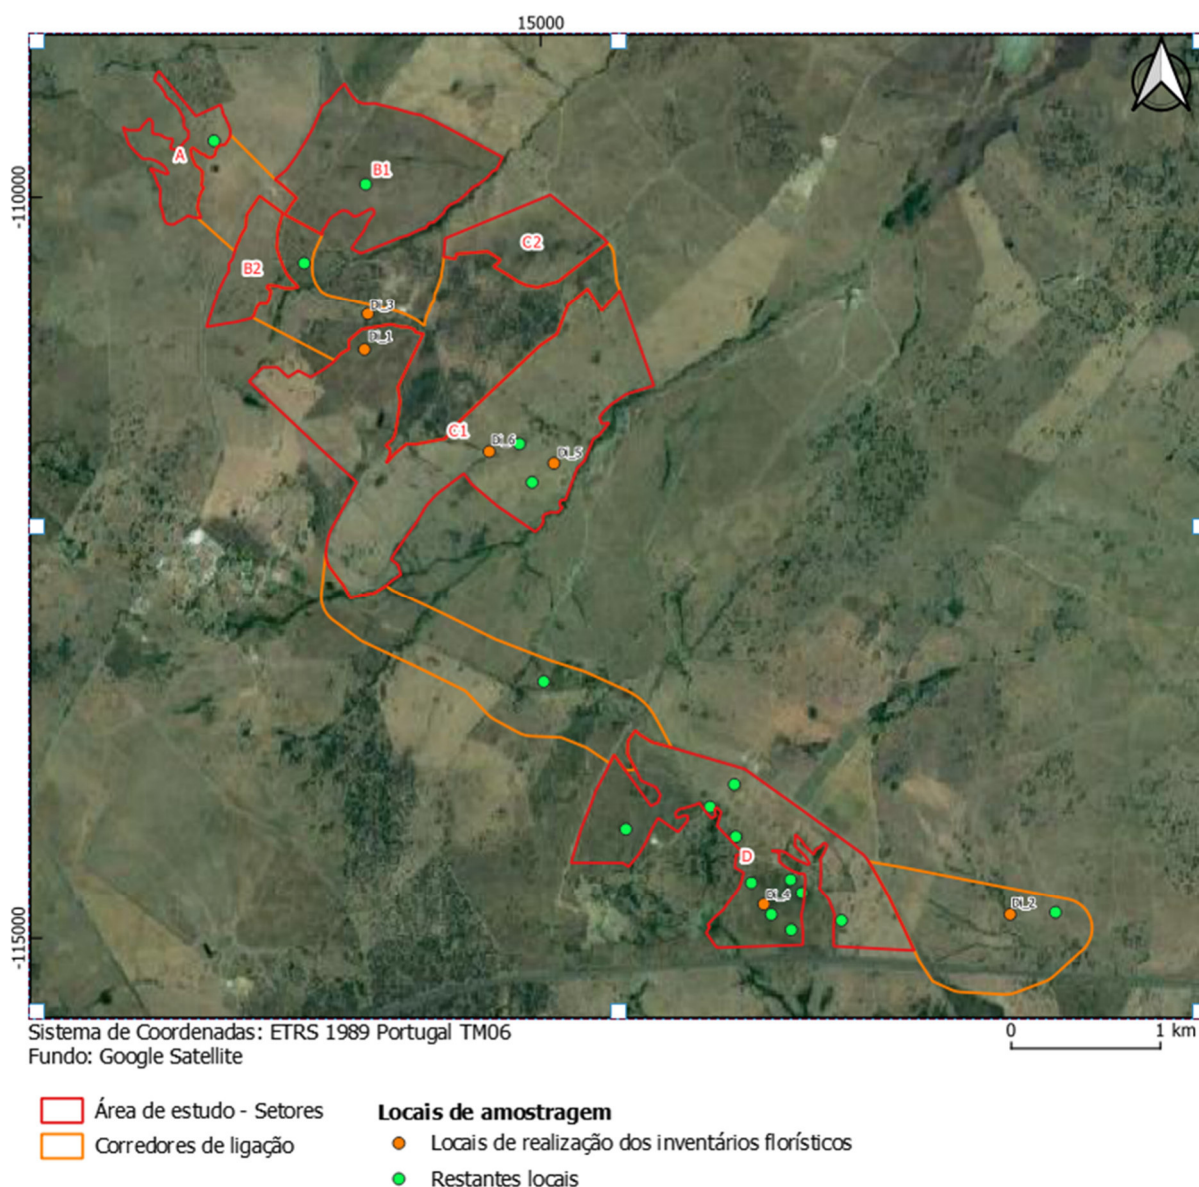 15000
-110000
A
B1
C2
B2
DI_3
DI_1
C1
DI_6
DI_5
D
DI_4
DI_2
-115000
Sistema de Coordenadas: ETRS 1989 Portugal TM06
0 1 km
Fundo: Google Satellite
Área de estudo - Setores
Corredores de ligação
Locais de amostragem
Locais de realização dos inventários florísticos
Restantes locais